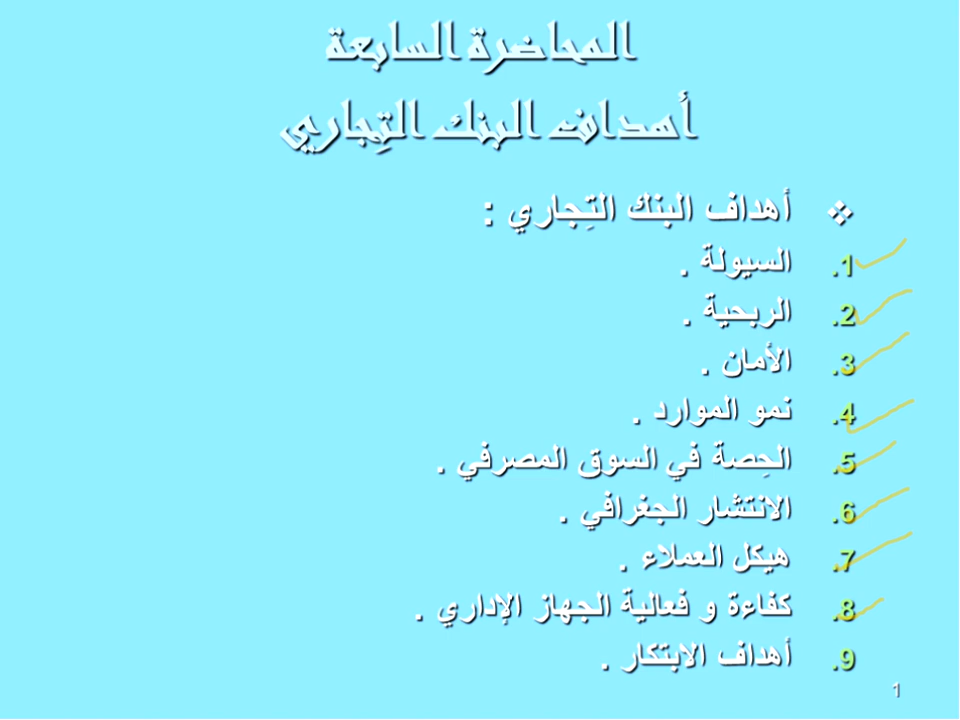 المحاضرة السابعة
أهداف البنك التِجاري
❖ أهداف البنك التِجاري :
1. السيولة .
2. الربحية .
3. الأمان .
4. نمو الموارد .
5. الحِصة في السوق المصرفي .
6. الانتشار الجغرافي .
7. هيكل العملاء .
8. كفاءة و فعالية الجهاز الإداري .
9. أهداف الابتكار .
1